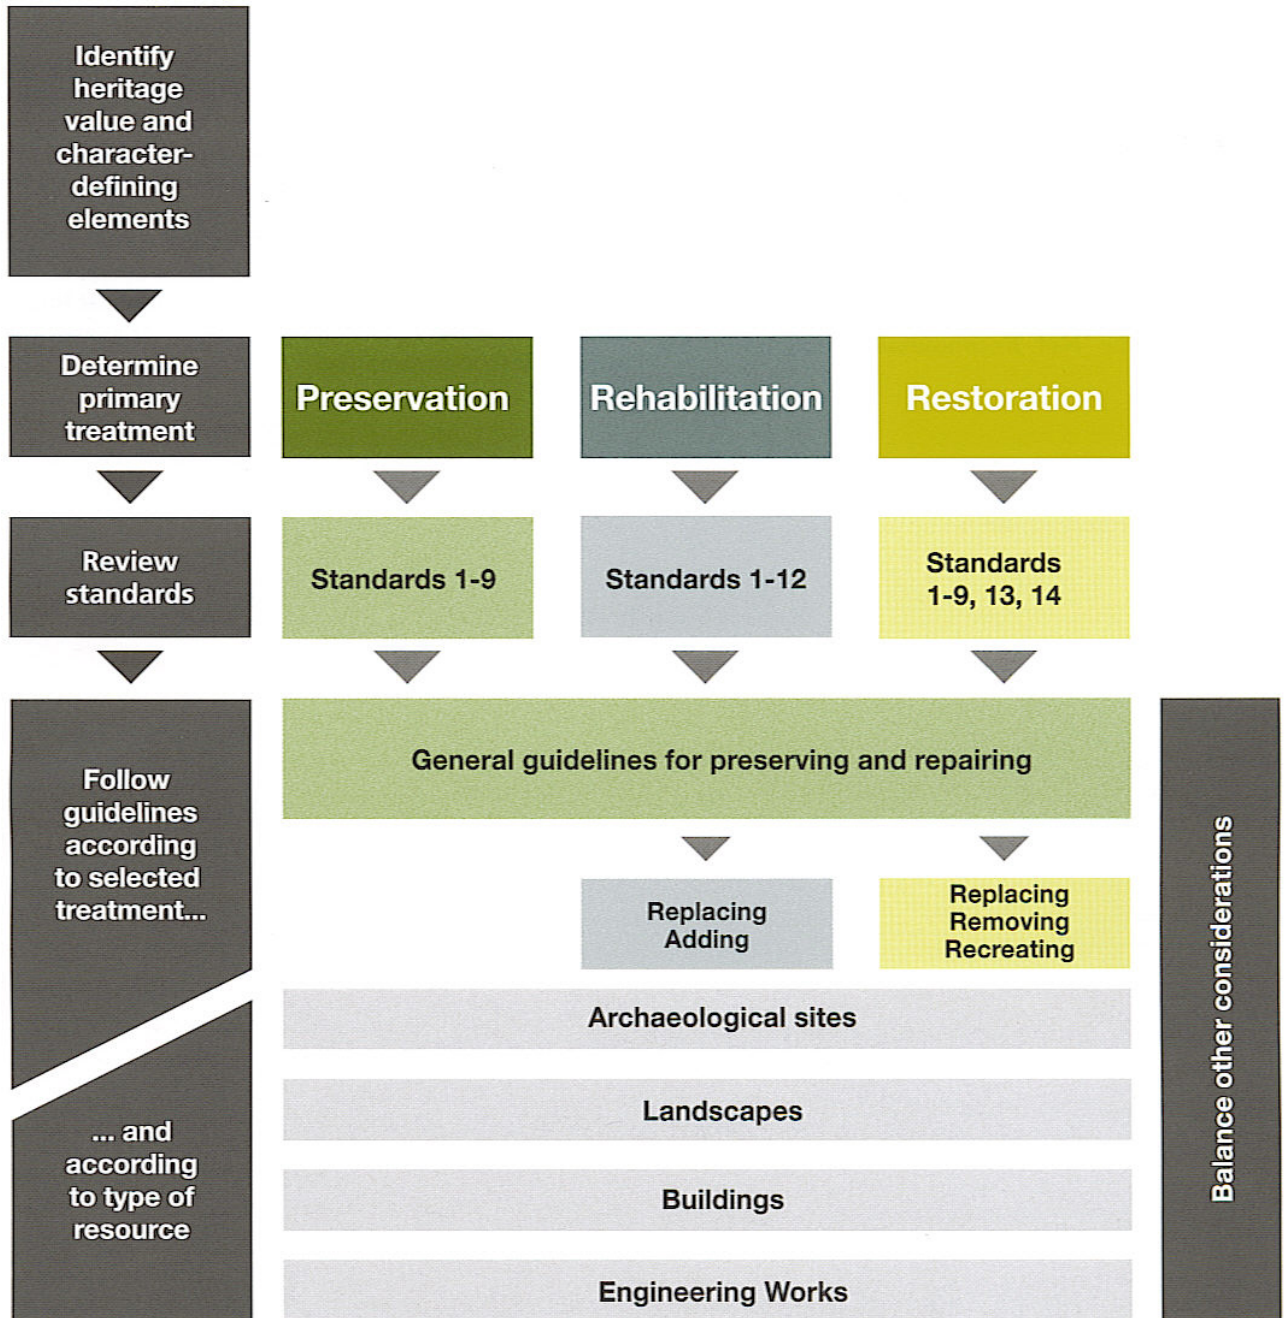 Identify
heritage
value and
character-
defining
elements
Determine
primary
treatment
Preservation
Rehabilitation
Restoration
Review
standards
Standards 1-9
Standards 1-12
Standards
1-9, 13, 14
Follow
guidelines
according
to selected
treatment...
General guidelines for preserving and repairing
Replacing
Adding
Replacing
Removing
Recreating
... and
according
to type of
resource
Archaeological sites
Landscapes
Buildings
Engineering Works
Balance other considerations